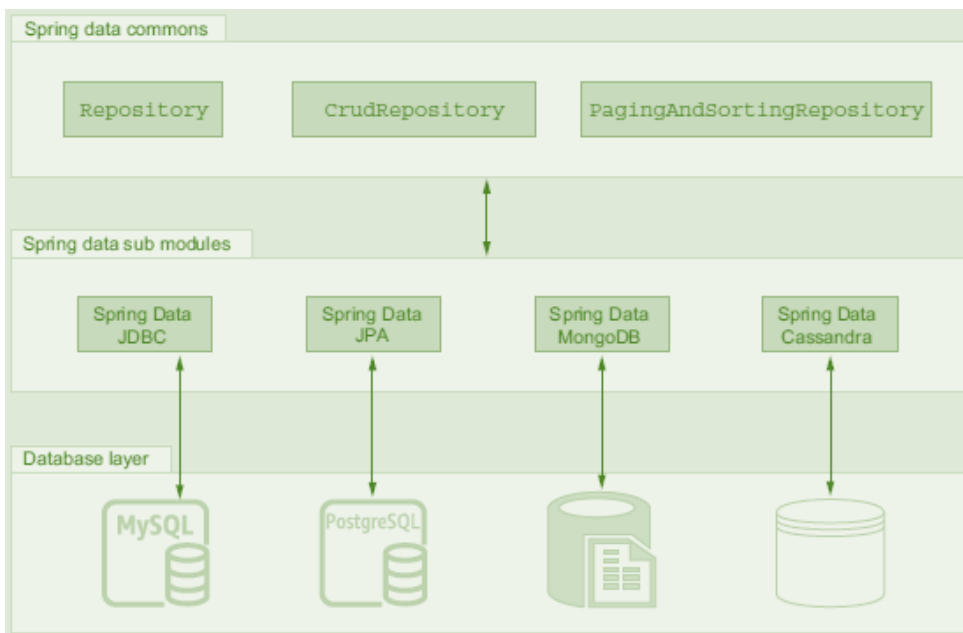 Spring data commons
Repository
CrudRepository
PagingAndSortingRepository
Spring data sub modules
Spring Data
JDBC
Spring Data
JPA
Spring Data
MongoDB
Spring Data
Cassandra
Database layer
MySQL
PostgreSQL